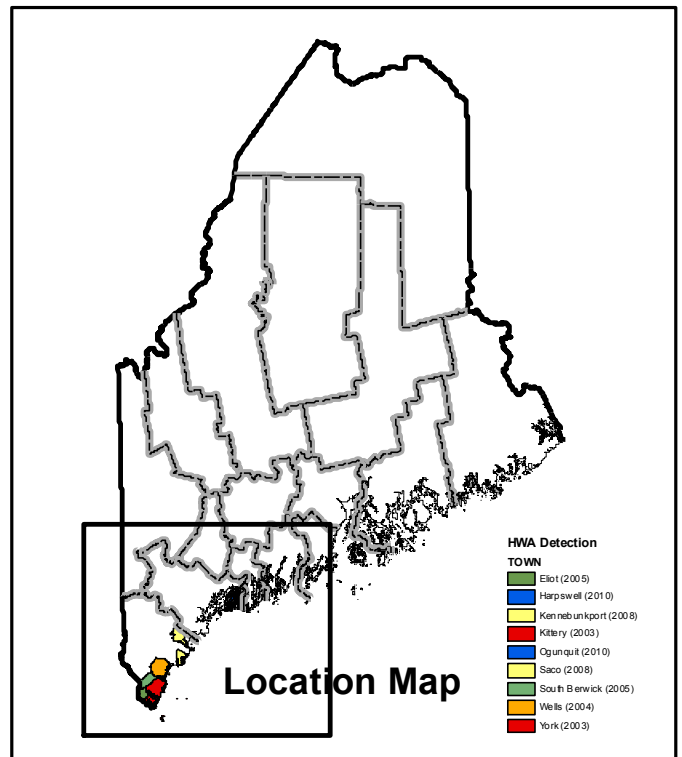 HWA Detection
TOWN
Eliot (2005)
Harpswell (2010)
Kennebunkport (2008)
Kittery (2003)
Ogunquit (2010)
Saco (2008)
South Berwick (2005)
Wells (2004)
York (2003)
Location Map